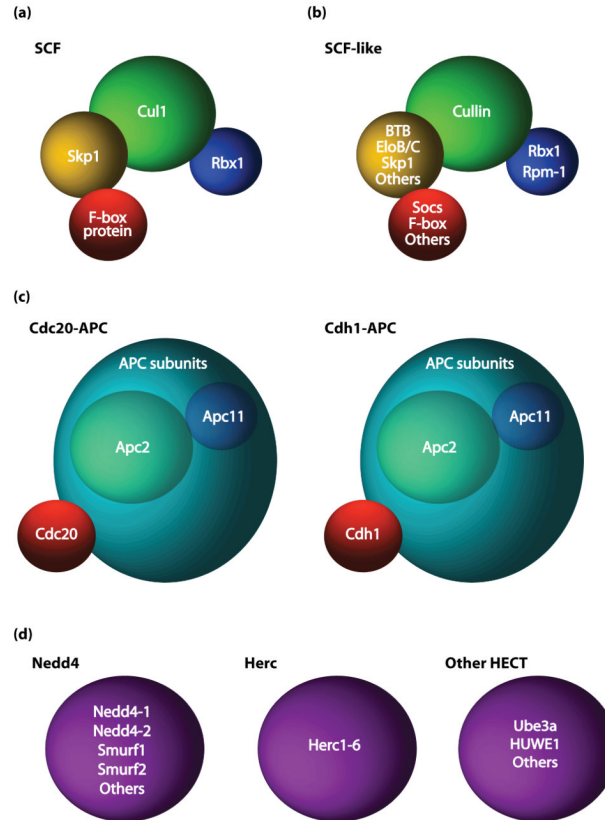 (a)
SCF
Cul1
Skp1
Rbx1
F-box
protein
(b)
SCF-like
Cullin
BTB
EloB/C
Skp1
Others
Rbx1
Rpm-1
Socs
F-box
Others
(c)
Cdc20-APC
APC subunits
Apc11
Apc2
Cdc20
Cdh1-APC
APC subunits
Apc11
Apc2
Cdh1
(d)
Nedd4
Nedd4-1
Nedd4-2
Smurf1
Smurf2
Others
Herc
Herc1-6
Other HECT
Ube3a
HUWE1
Others